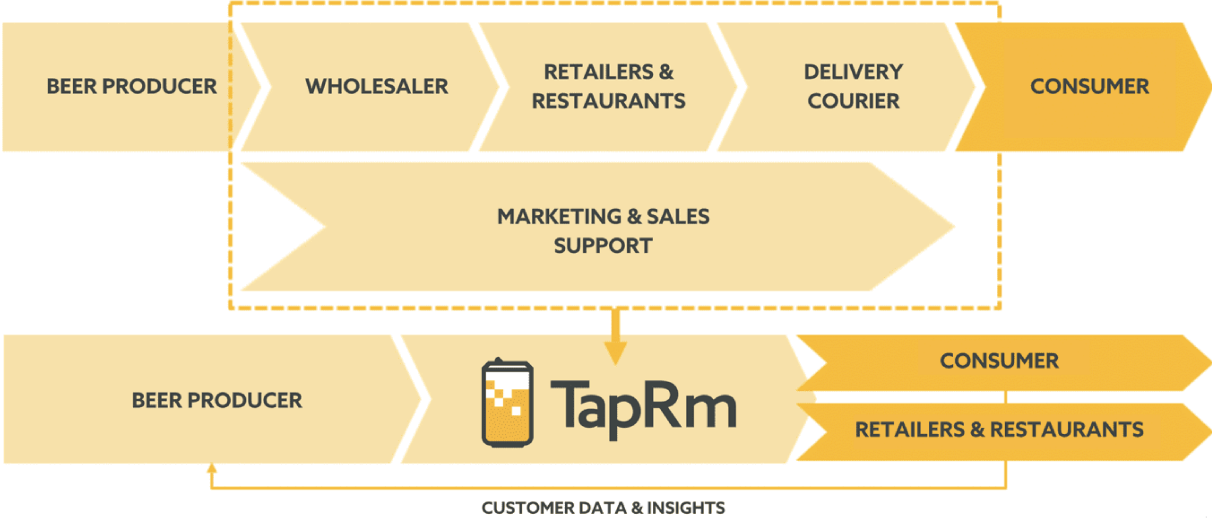 BEER PRODUCER
WHOLESALER
RETAILERS &
RESTAURANTS
DELIVERY
COURIER
CONSUMER
MARKETING & SALES
SUPPORT
BEER PRODUCER
TapRm
CONSUMER
RETAILERS & RESTAURANTS
CUSTOMER DATA & INSIGHTS